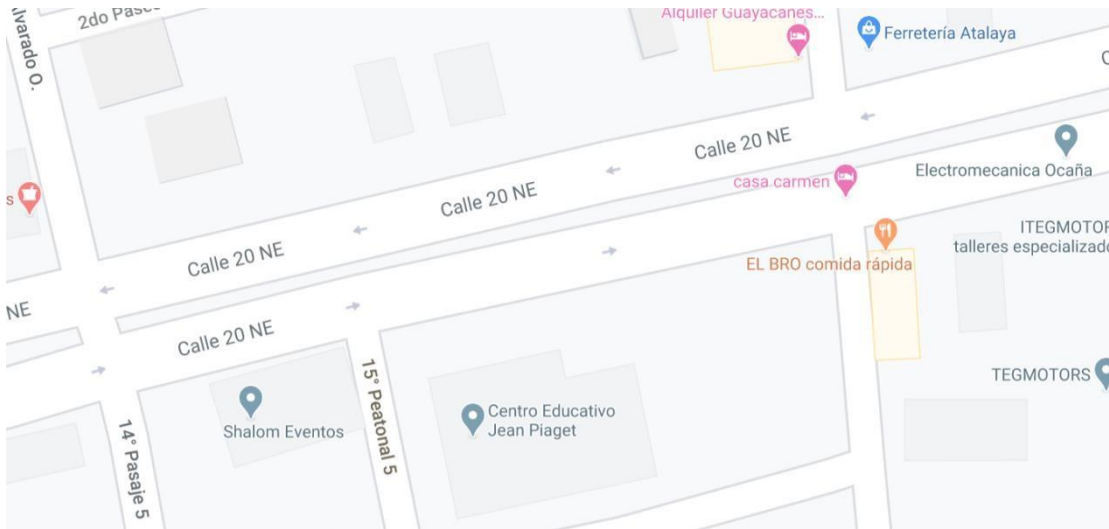 2do
Alquiler Guayacanes...
Ferretería Atalaya
Alvarado O.
Calle 20 NE
Electromecanica Ocaña
casa carmen
Calle 20 NE
s
Calle 20 NE
EL BRO comida rápida
ITEGMOTOR
talleres especializado
NE
Calle 20 NE
TEGMOTORS
15° Peatonal 5
Centro Educativo
Jean Piaget
Shalom Eventos
14° Pasaje 5